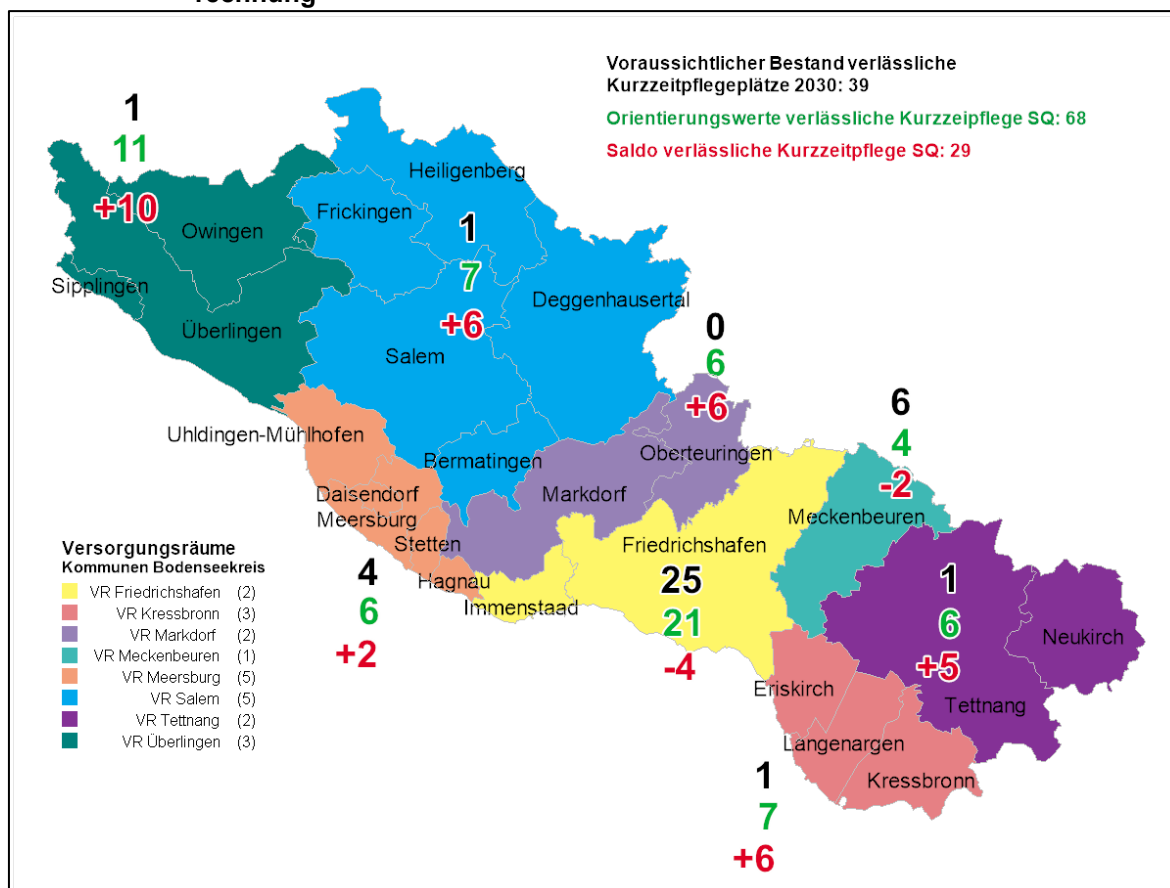 Voraussichtlicher Bestand verlässliche
Kurzzeitpflegeplätze 2030: 39
Orientierungswerte verlässliche Kurzzeipflege SQ: 68
Saldo verlässliche Kurzzeitpflege SQ: 29
1
11
+10
Owingen
Sipplingen
Überlingen
Heiligenberg
Frickingen
1
7
+6
Deggenhausertal
Salem
Bermatingen
0
6
+6
Oberteuringen
Markdorf
Uhldingen-Mühlhofen
Daisendorf
Meersburg
Stetten
Hagnau
4
6
+2
Immenstaad
Friedrichshafen
25
21
-4
6
4
-2
Meckenbeuren
1
6
+5
Neukirch
Tettnang
Eriskirch
Langenargen
Kressbronn
1
7
+6
Versorgungsräume
Kommunen Bodenseekreis
VR Friedrichshafen (2)
VR Kressbronn (3)
VR Markdorf (2)
VR Meckenbeuren (1)
VR Meersburg (5)
VR Salem (5)
VR Tettnang (2)
VR Überlingen (3)